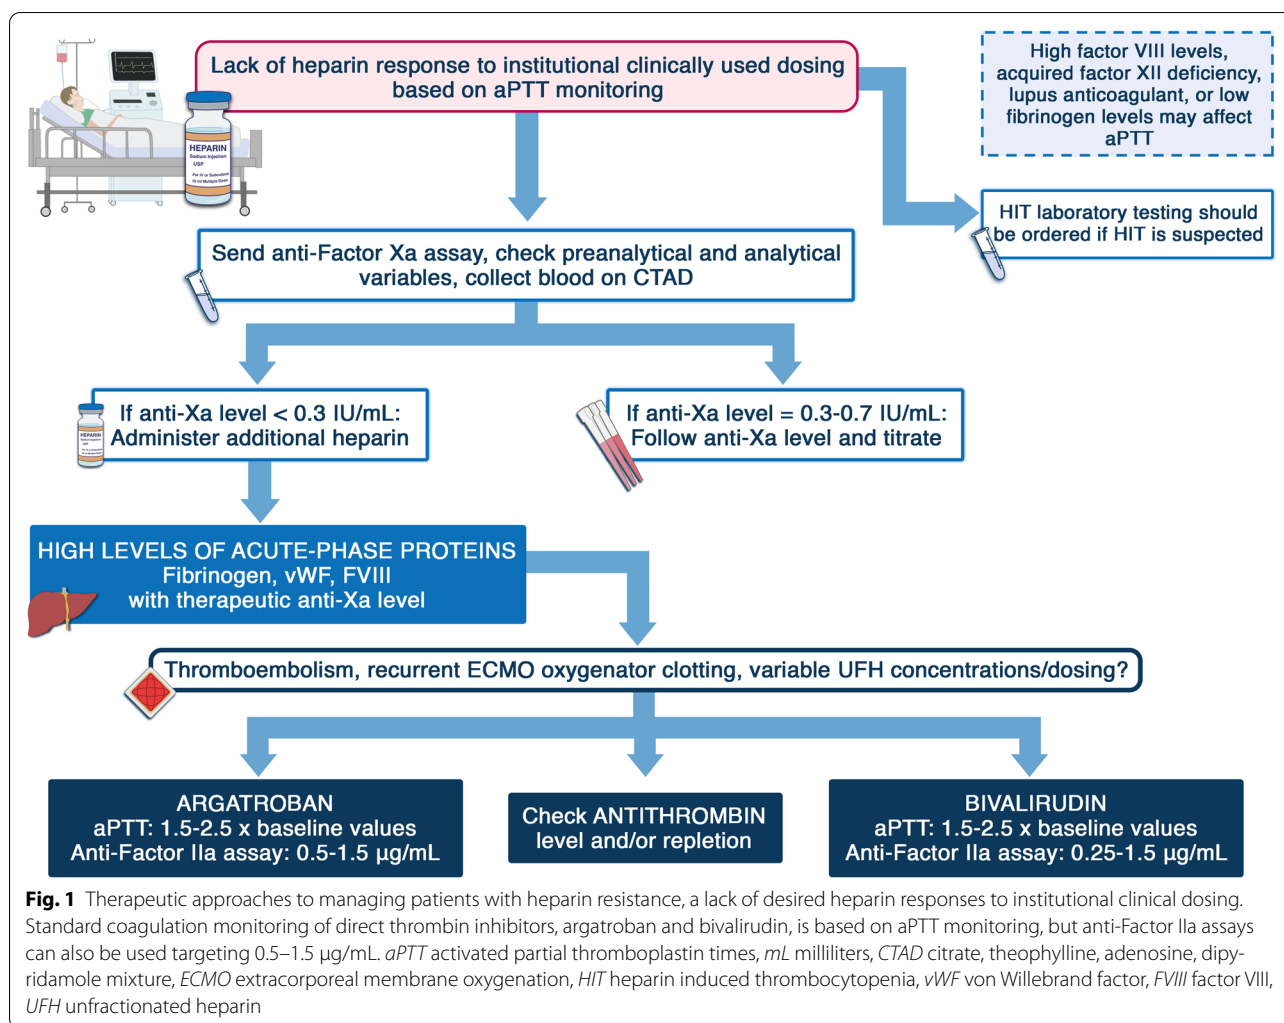 Lack of heparin response to institutional clinically used dosing
based on aPTT monitoring
High factor VIII levels,
acquired factor XII deficiency,
lupus anticoagulant, or low
fibrinogen levels may affect
aPTT
HEPARIN
Sodium Injection
USP
For IV or Subcutane
10 ml Multiple Dose
HIT laboratory testing should
be ordered if HIT is suspected
Send anti-Factor Xa assay, check preanalytical and analytical
variables, collect blood on CTAD
If anti-Xa level < 0.3 IU/mL:
Administer additional heparin
HEPARIN
If anti-Xa level = 0.3-0.7 IU/mL:
Follow anti-Xa level and titrate
HIGH LEVELS OF ACUTE-PHASE PROTEINS
Fibrinogen, vWF, FVIII
with therapeutic anti-Xa level
Thromboembolism, recurrent ECMO oxygenator clotting, variable UFH concentrations/dosing?
ARGATROBAN
aPTT: 1.5-2.5 x baseline values
Anti-Factor IIa assay: 0.5-1.5 µg/mL
Check ANTITHROMBIN
level and/or repletion
BIVALIRUDIN
aPTT: 1.5-2.5 x baseline values
Anti-Factor IIa assay: 0.25-1.5 µg/mL
Fig. 1 Therapeutic approaches to managing patients with heparin resistance, a lack of desired heparin responses to institutional clinical dosing.
Standard coagulation monitoring of direct thrombin inhibitors, argatroban and bivalirudin, is based on aPTT monitoring, but anti-Factor IIa assays
can also be used targeting 0.5–1.5 µg/mL. aPTT activated partial thromboplastin times, mL milliliters, CTAD citrate, theophylline, adenosine, dipy-
ridamole mixture, ECMO extracorporeal membrane oxygenation, HIT heparin induced thrombocytopenia, vWF von Willebrand factor, FVIII factor VIII,
UFH unfractionated heparin